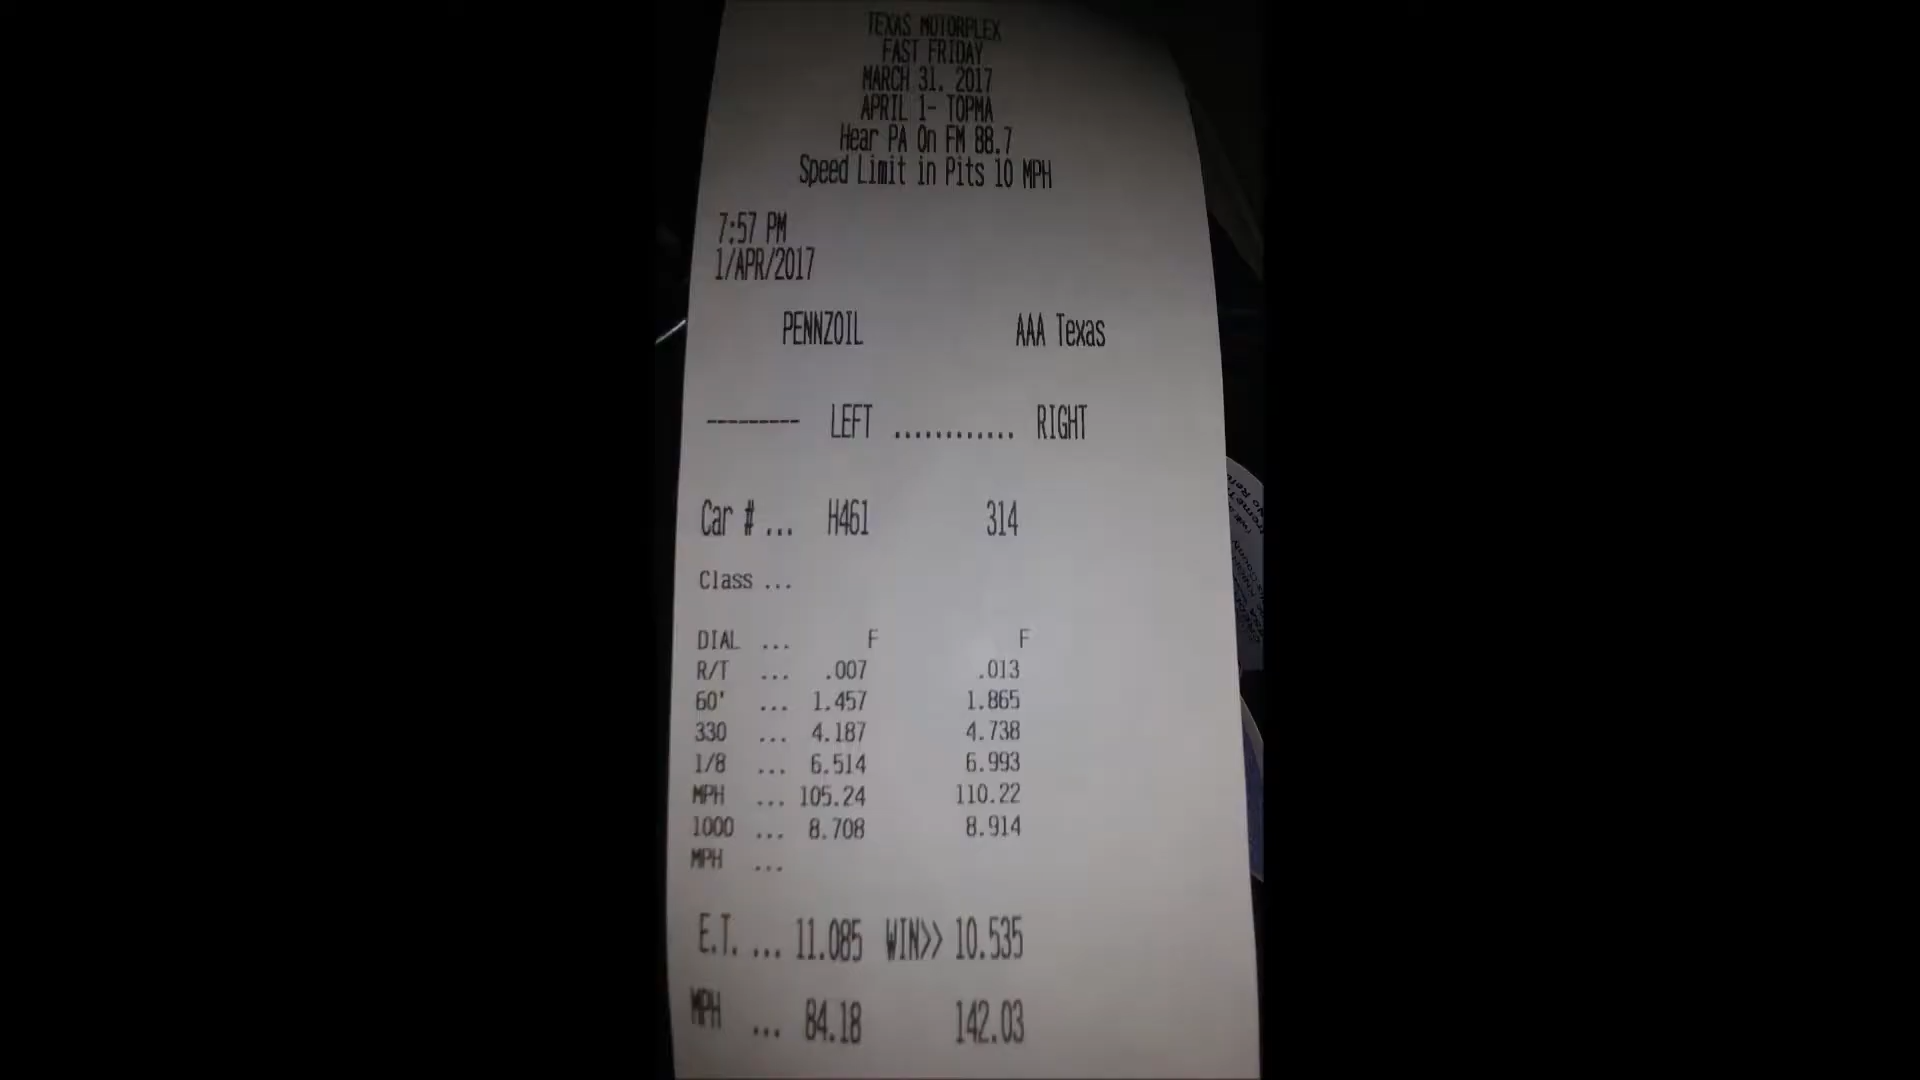 TEXAS MOTORPLEX
FAST FRIDAY
MARCH 31. 2017
APRIL 1- TOPMA
Hear PA On FM 88.7
Speed Limit in Pits 10 MPH
7:57 PM
1/APR/2017
PENNZOIL AAA Texas
--------- LEFT ............ RIGHT
Car # ... H461 314
Class ...
DIAL ... F F
R/T ... .007 .013
60' ... 1.457 1.865
330 ... 4.187 4.738
1/8 ... 6.514 6.993
MPH ... 105.24 110.22
1000 ... 8.708 8.914
MPH ...
E.T. ... 11.085 WIN>> 10.535
MPH ... 84.18 142.03